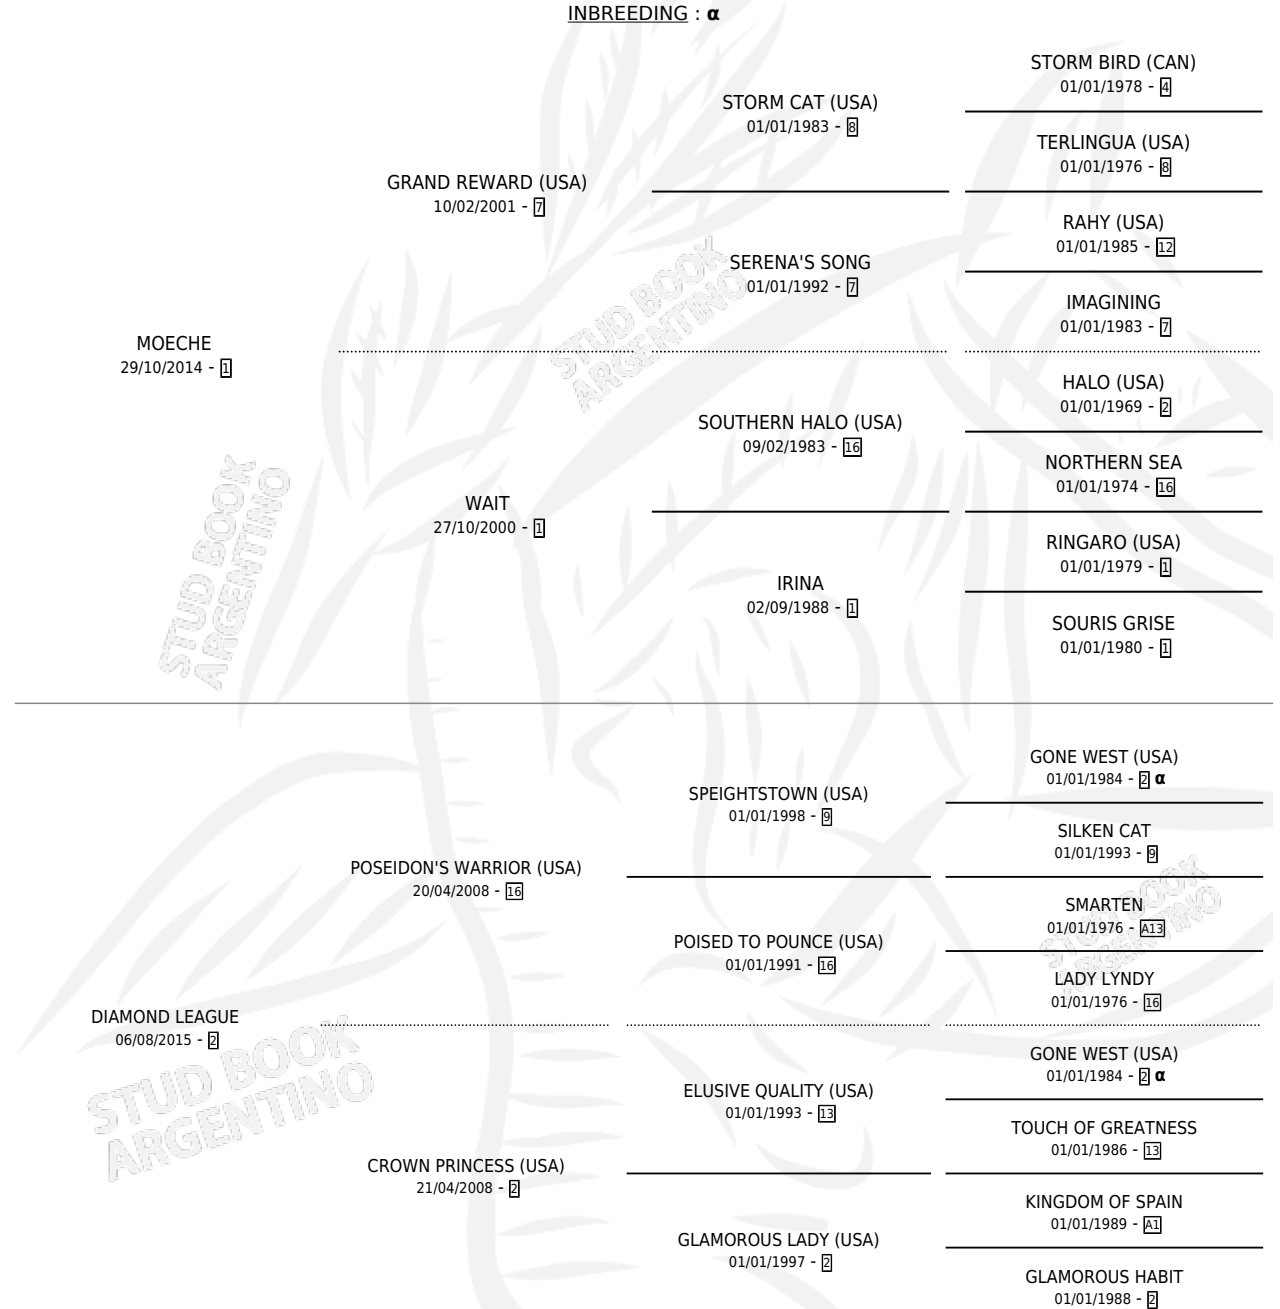 INBREEDING : α
STORM BIRD (CAN)
01/01/1978 - 4
STORM CAT (USA)
01/01/1983 - 8
TERLINGUA (USA)
01/01/1976 - 8
GRAND REWARD (USA)
10/02/2001 - 7
RAHY (USA)
01/01/1985 - 12
SERENA'S SONG
01/01/1992 - 7
IMAGINING
01/01/1983 - 7
MOECHE
29/10/2014 - 1
HALO (USA)
01/01/1969 - 2
SOUTHERN HALO (USA)
09/02/1983 - 16
NORTHERN SEA
01/01/1974 - 16
WAIT
27/10/2000 - 1
RINGARO (USA)
01/01/1979 - 1
IRINA
02/09/1988 - 1
SOURIS GRISE
01/01/1980 - 1
GONE WEST (USA)
01/01/1984 - 2 α
SPEIGHTSTOWN (USA)
01/01/1998 - 9
SILKEN CAT
01/01/1993 - 9
POSEIDON'S WARRIOR (USA)
20/04/2008 - 16
SMARTEN
01/01/1976 - A13
POISED TO POUNCE (USA)
01/01/1991 - 16
LADY LYNDY
01/01/1976 - 16
DIAMOND LEAGUE
06/08/2015 - 2
GONE WEST (USA)
01/01/1984 - 2 α
ELUSIVE QUALITY (USA)
01/01/1993 - 13
TOUCH OF GREATNESS
01/01/1986 - 13
CROWN PRINCESS (USA)
21/04/2008 - 2
KINGDOM OF SPAIN
01/01/1989 - A1
GLAMOROUS LADY (USA)
01/01/1997 - 2
GLAMOROUS HABIT
01/01/1988 - 2
STUD BOOK
ARGENTINO
STUD BOOK
ARGENTINO
STUD BOOK
ARGENTINO
STUD BOOK
ARGENTINO